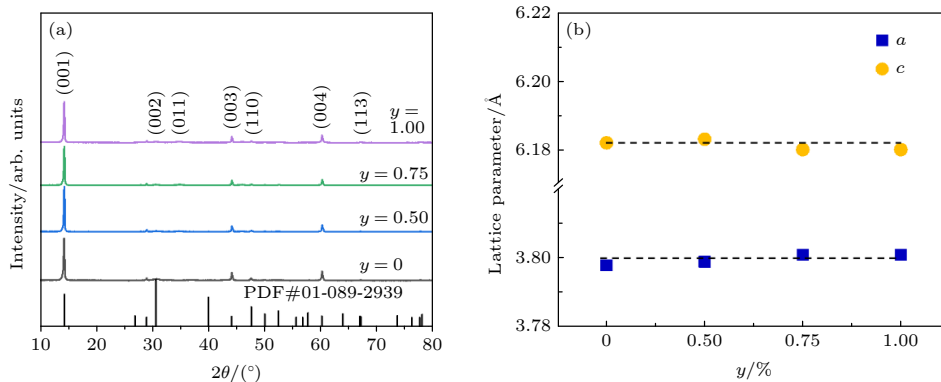 (a)
(001)
(002)
(011)
(003)
(110)
(004)
(113)
y = 1.00
y = 0.75
y = 0.50
y = 0
PDF#01-089-2939
Intensity/arb. units
10 20 30 40 50 60 70 80
2θ/(°)
(b)
a
c
6.22
6.20
6.18
3.80
3.78
Lattice parameter/Å
0 0.50 0.75 1.00
y/%